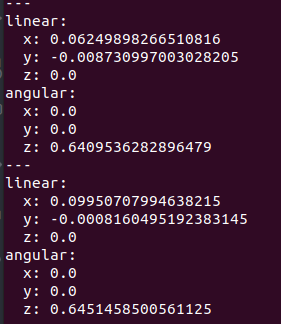 ---
linear:
  x: 0.06249898266510816
  y: -0.008730997003028205
  z: 0.0
angular:
  x: 0.0
  y: 0.0
  z: 0.6409536282896479
---
linear:
  x: 0.09950707994638215
  y: -0.0008160495192383145
  z: 0.0
angular:
  x: 0.0
  y: 0.0
  z: 0.6451458500561125